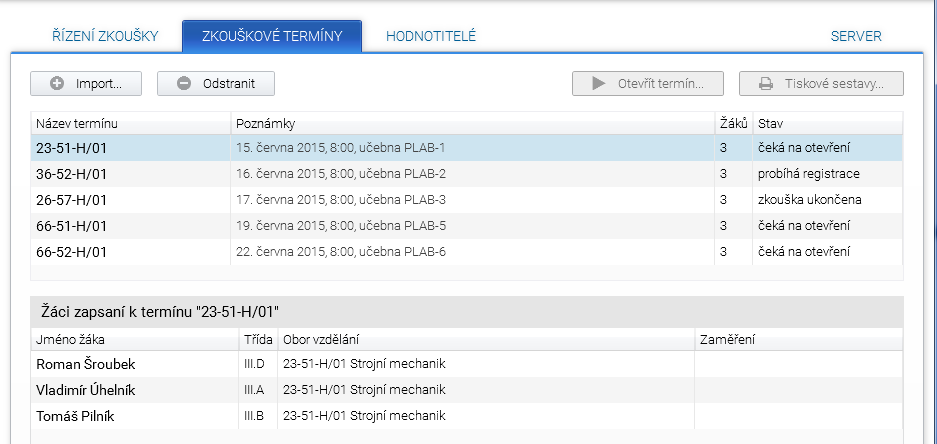 ŘÍZENÍ ZKOUŠKY ZKOUŠKOVÉ TERMÍNY HODNOTITELÉ SERVER
Import... Odstranit Otevřít termín... Tiskové sestavy...
Název termínu Poznámky Žáků Stav
23-51-H/01 15. června 2015, 8:00, učebna PLAB-1 3 čeká na otevření
36-52-H/01 16. června 2015, 8:00, učebna PLAB-2 3 probíhá registrace
26-57-H/01 17. června 2015, 8:00, učebna PLAB-3 3 zkouška ukončena
66-51-H/01 19. června 2015, 8:00, učebna PLAB-5 3 čeká na otevření
66-52-H/01 22. června 2015, 8:00, učebna PLAB-6 3 čeká na otevření
Žáci zapsaní k termínu "23-51-H/01"
Jméno žáka Třída Obor vzdělání Zaměření
Roman Šroubek III.D 23-51-H/01 Strojní mechanik
Vladimír Úhelník III.A 23-51-H/01 Strojní mechanik
Tomáš Pilník III.B 23-51-H/01 Strojní mechanik